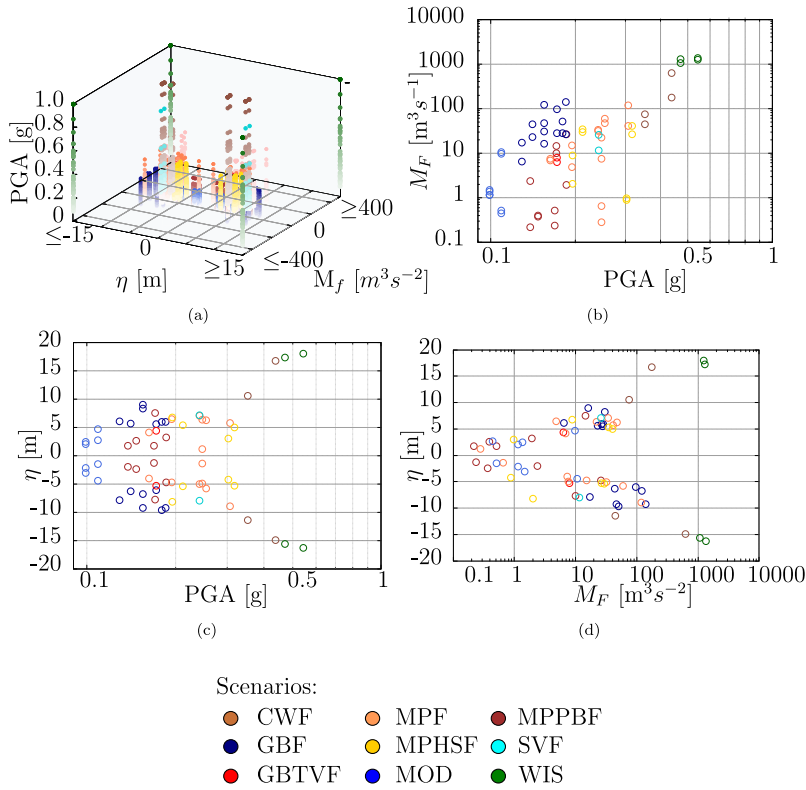 PGA [g]
1.0
0.8
0.6
0.4
0.2
0
≤-15
0
≥15
η [m]
≤-400
0
≥400
M_f [m³s⁻²]
(a)
M_F [m³s⁻¹]
10000
1000
100
10
1
0.1
0.1
0.5
1
PGA [g]
(b)
η [m]
20
15
10
5
0
-5
-10
-15
-20
0.1
0.5
1
PGA [g]
(c)
η [m]
20
15
10
5
0
-5
-10
-15
-20
0.1
1
10
100
1000
10000
M_F [m³s⁻²]
(d)
Scenarios:
CWF MPF MPPBF
GBF MPHSF SVF
GBTVF MOD WIS